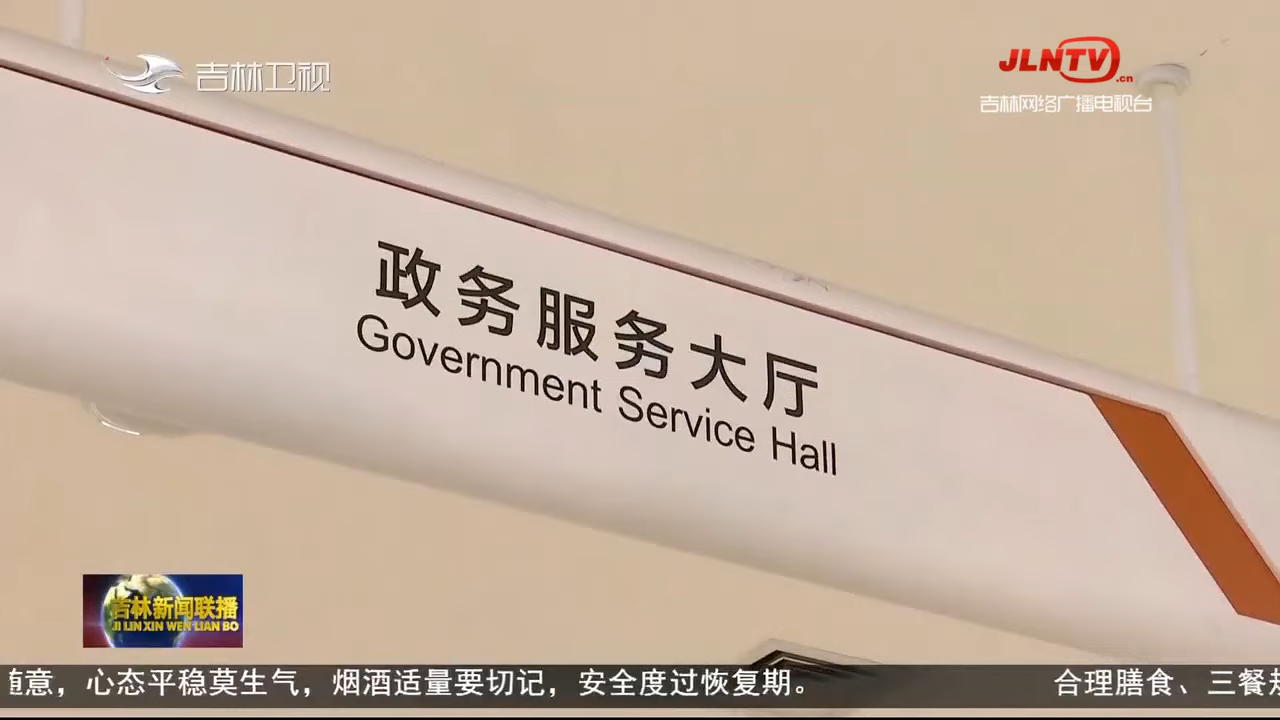 吉林卫视
JLNTV.cn
吉林网络广播电视台
政务服务大厅
Government Service Hall
吉林新闻联播
JI LIN XIN WEN LIAN BO
随意，心态平稳莫生气，烟酒适量要切记，安全度过恢复期。
合理膳食、三餐规